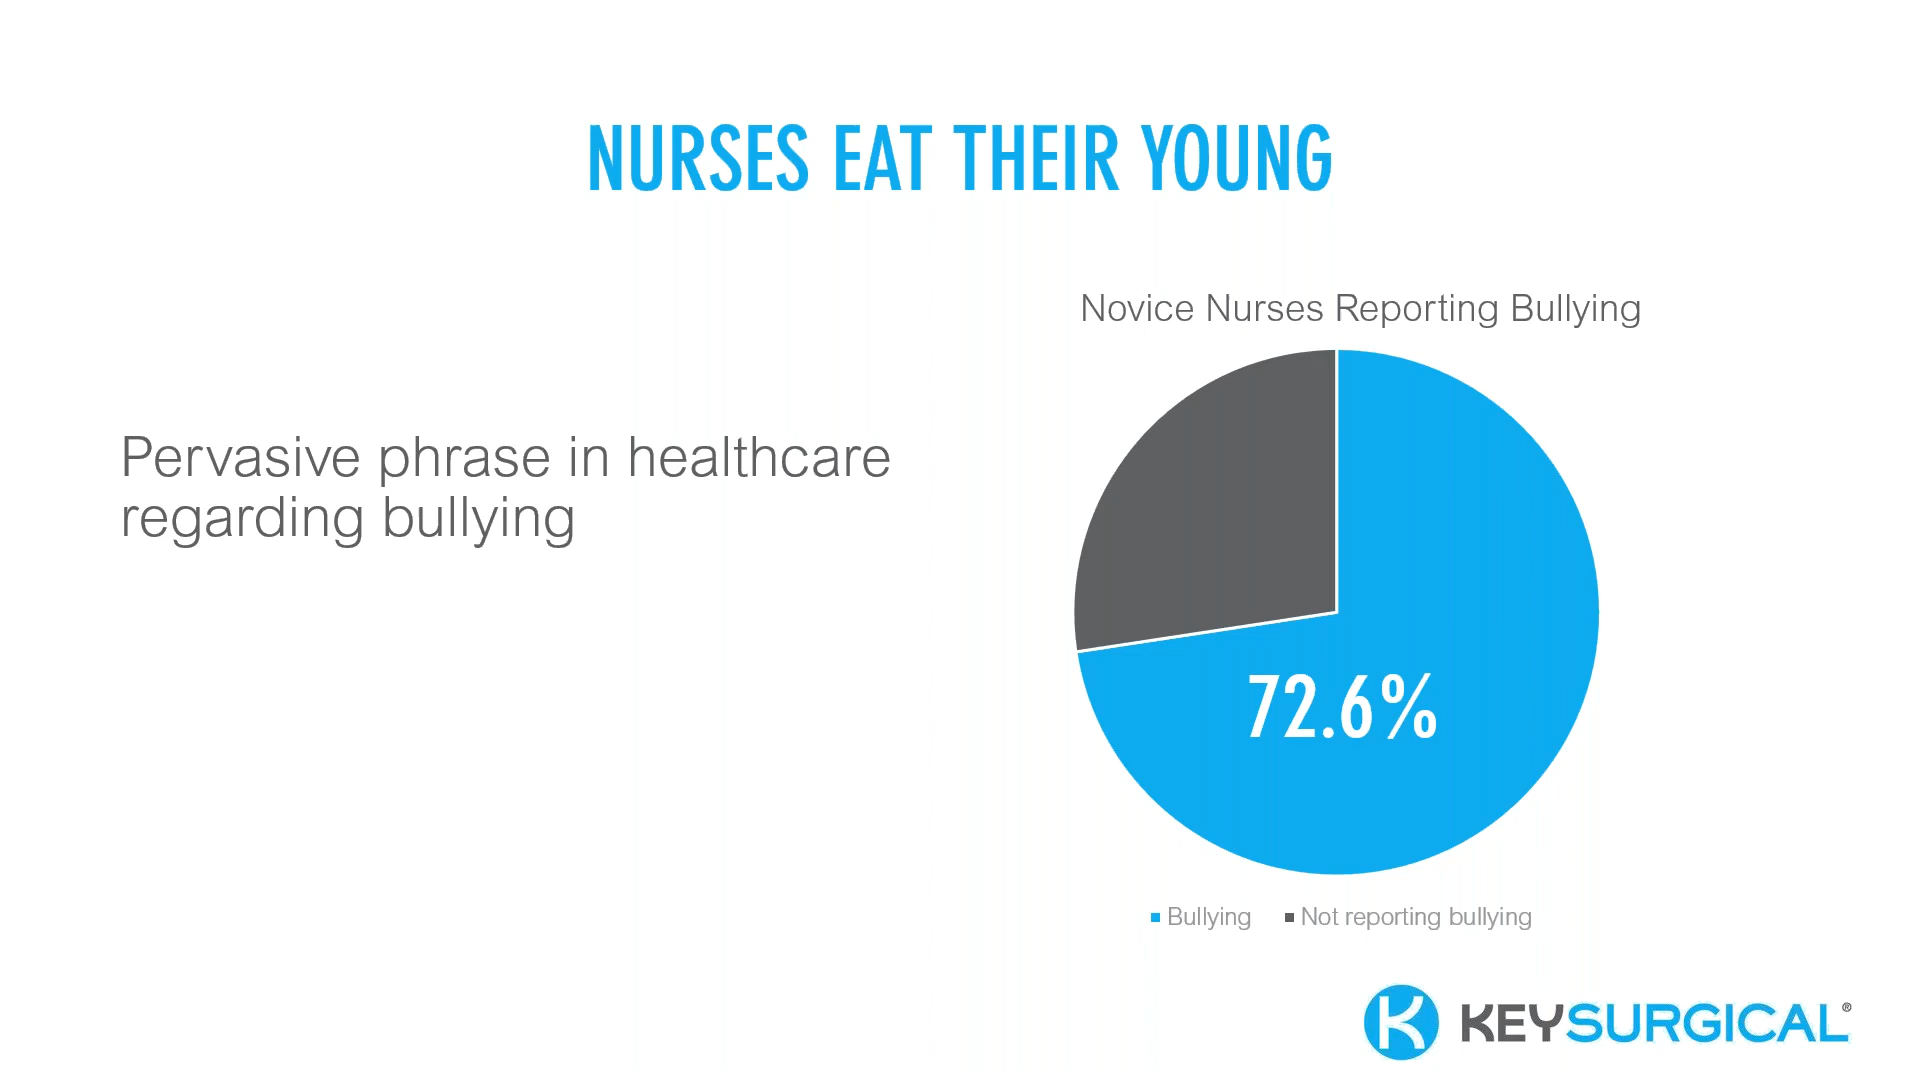 NURSES EAT THEIR YOUNG
Pervasive phrase in healthcare
regarding bullying
Novice Nurses Reporting Bullying
72.6%
Bullying
Not reporting bullying
K KEYSURGICAL®